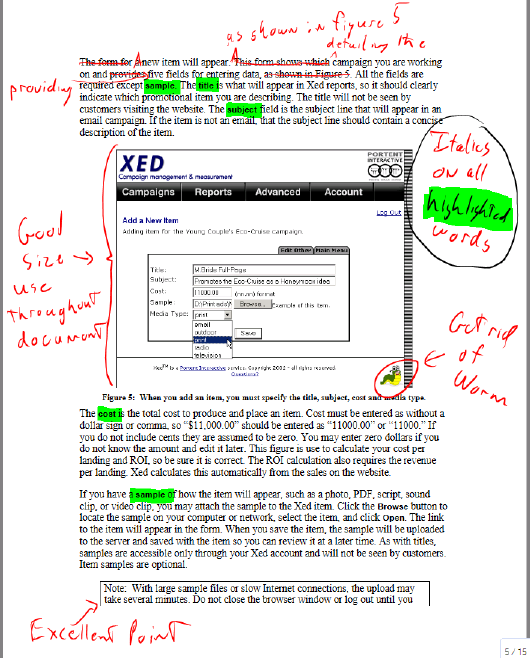 as shown in figure 5
detailing the
The form for A new item will appear. This form shows which campaign you are working
on and provides five fields for entering data, as shown in Figure 5. All the fields are
providing
required except sample. The title is what will appear in Xed reports, so it should clearly
indicate which promotional item you are describing. The title will not be seen by
customers visiting the website. The subject field is the subject line that will appear in an
email campaign. If the item is not an email, that the subject line should contain a concise
description of the item.
Italics
on all
highlighted
words
XED
Campaign management & measurement
PORTENT
INTERACTIVE
Campaigns Reports Advanced Account
Log Out
Add a New Item
Adding item for the Young Couple's Eco-Cruise campaign.
Edit Other Main Menu
Title: M.Bride Full-Page
Subject: Promotes the Eco-Cruise as a Honeymoon idea
Cost: 11000.00 (nn.nn) format
Sample: Browse... Example of this item.
Media Type: print
email
outdoor Save
print
radio
television
Good
size
use
throughout
document
Get rid
of
Worm
Xed™ is a Portent Interactive service. Copyright 2002 - all rights reserved.
Questions?
Figure 5: When you add an item, you must specify the title, subject, cost and media type.
The cost is the total cost to produce and place an item. Cost must be entered as without a
dollar sign or comma, so “$11,000.00” should be entered as “11000.00” or “11000.” If
you do not include cents they are assumed to be zero. You may enter zero dollars if you
do not know the amount and edit it later. This figure is use to calculate your cost per
landing and ROI, so be sure it is correct. The ROI calculation also requires the revenue
per landing. Xed calculates this automatically from the sales on the website.
If you have a sample of how the item will appear, such as a photo, PDF, script, sound
clip, or video clip, you may attach the sample to the Xed item. Click the Browse button to
locate the sample on your computer or network, select the item, and click Open. The link
to the item will appear in the form. When you save the item, the sample will be uploaded
to the server and saved with the item so you can review it at a later time. As with titles,
samples are accessible only through your Xed account and will not be seen by customers.
Item samples are optional.
Note: With large sample files or slow Internet connections, the upload may
take several minutes. Do not close the browser window or log out until you
Excellent Point
5 / 15